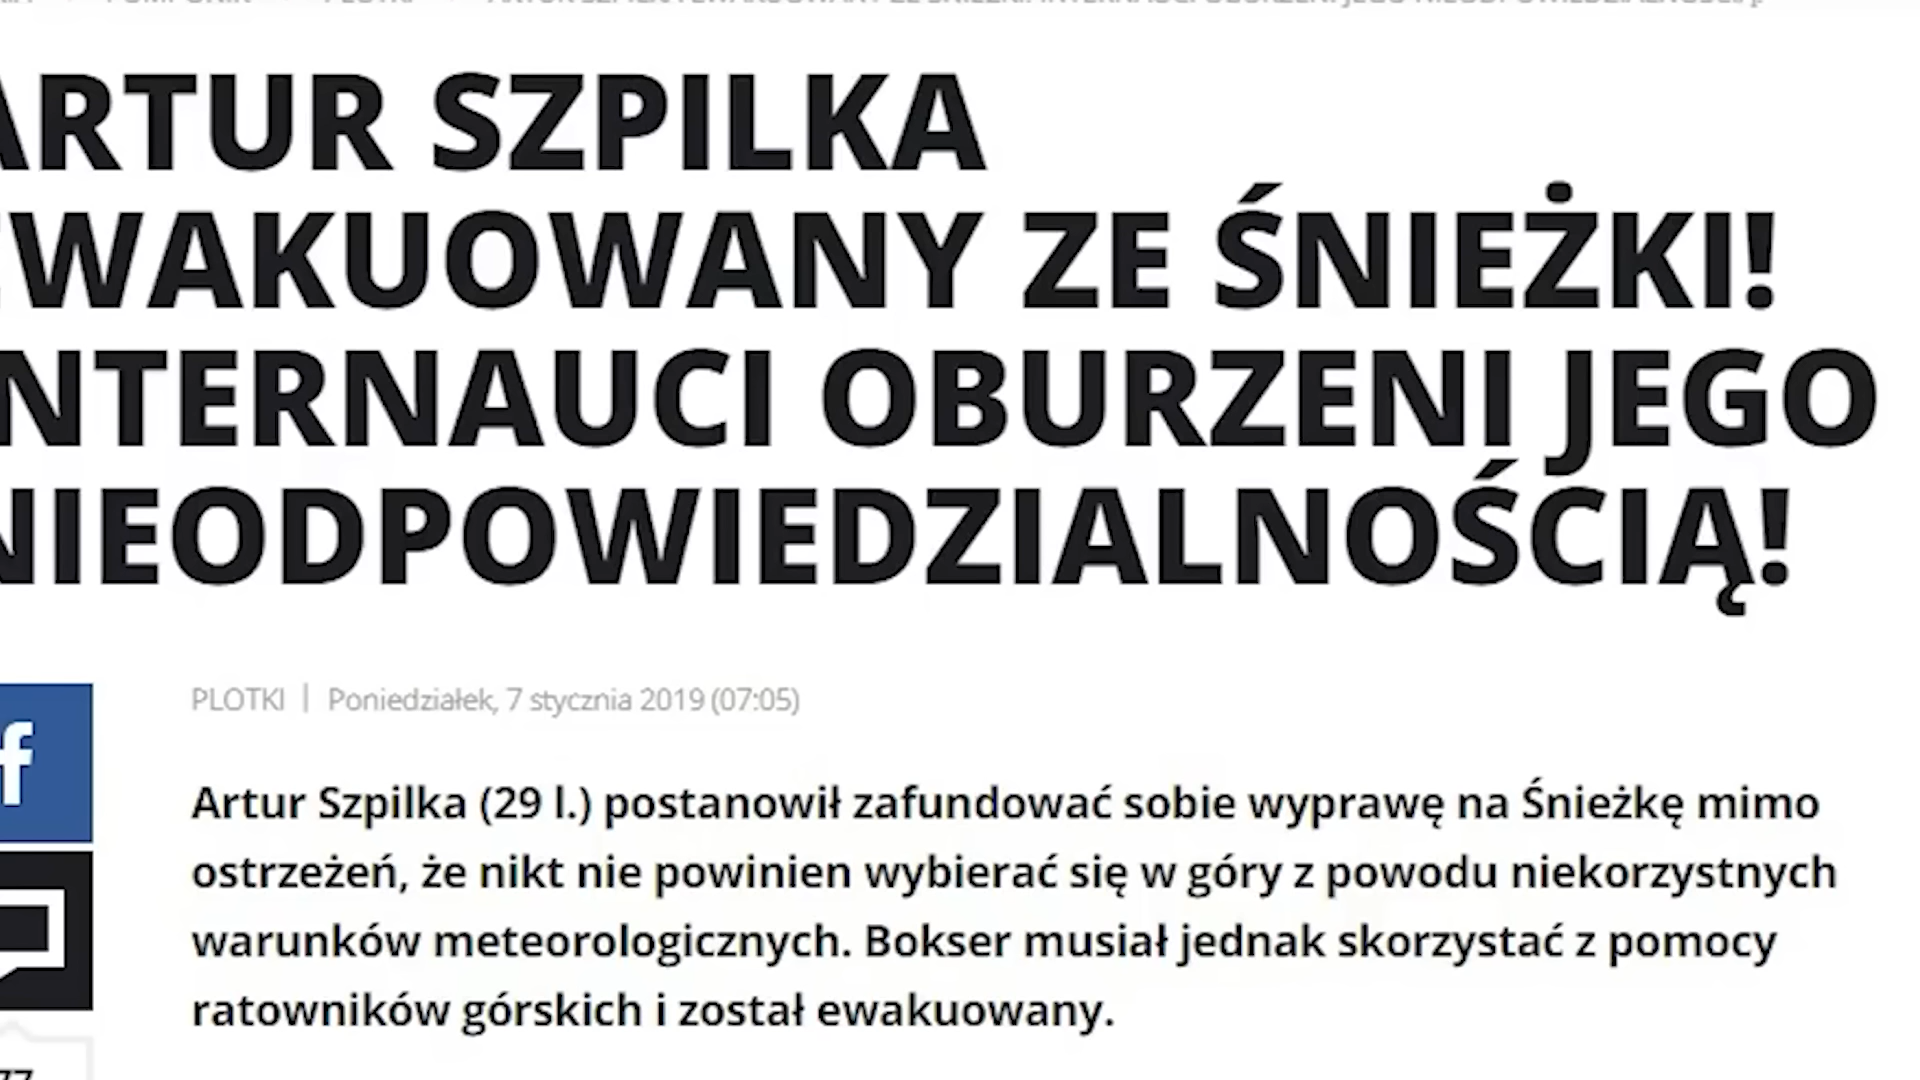 ARTUR SZPILKA
EWAKUOWANY ZE ŚNIEŻKI!
INTERNAUCI OBURZENI JEGO
NIEODPOWIEDZIALNOŚCIĄ!
PLOTKI | Poniedziałek, 7 stycznia 2019 (07:05)
Artur Szpilka (29 l.) postanowił zafundować sobie wyprawę na Śnieżkę mimo
ostrzeżeń, że nikt nie powinien wybierać się w góry z powodu niekorzystnych
warunków meteorologicznych. Bokser musiał jednak skorzystać z pomocy
ratowników górskich i został ewakuowany.